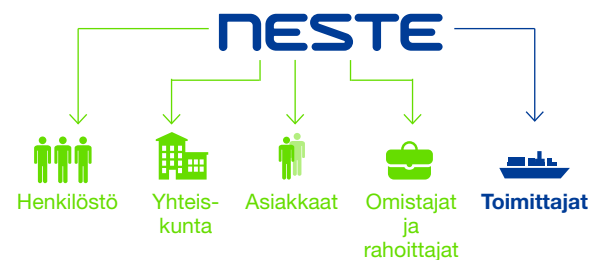 NESTE
Henkilöstö
Yhteis-
kunta
Asiakkaat
Omistajat
ja
rahoittajat
Toimittajat